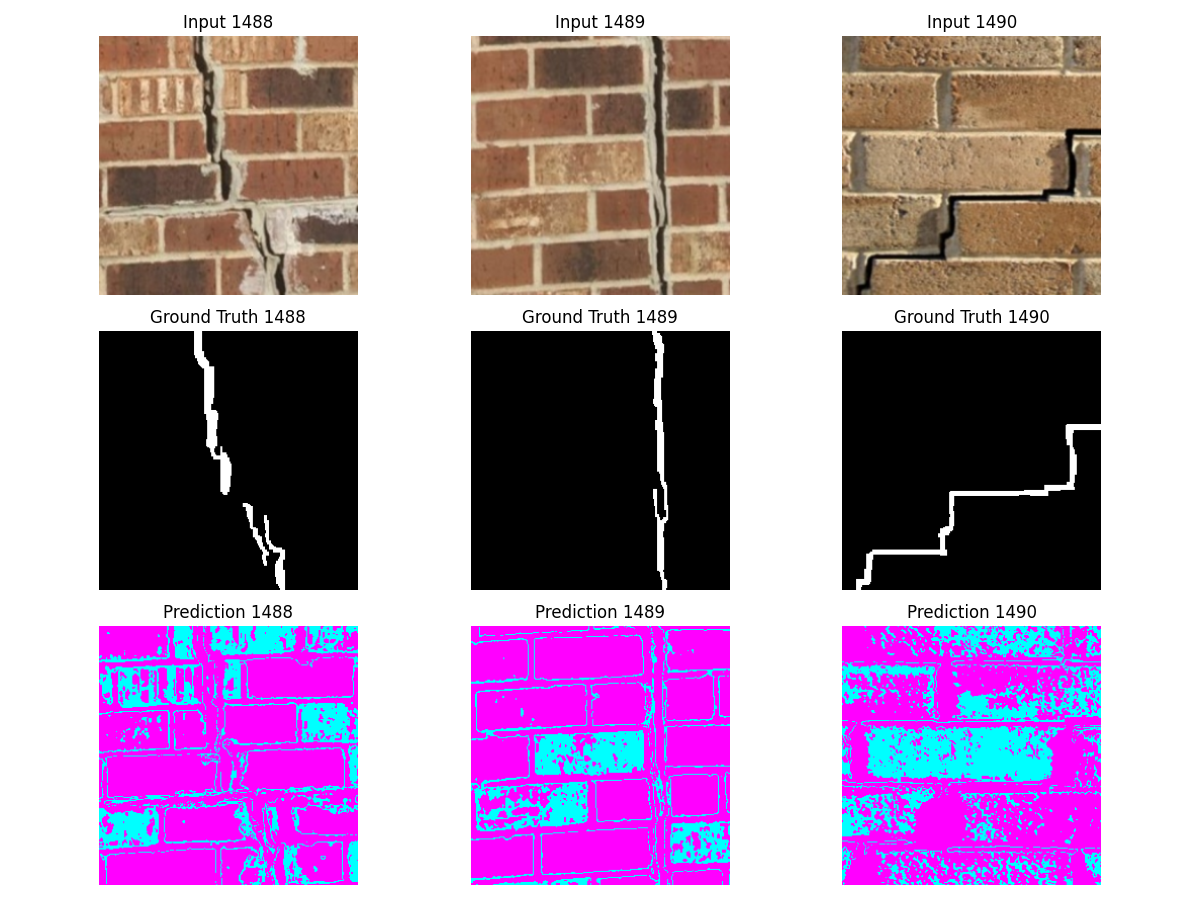 Input 1488
Input 1489
Input 1490
Ground Truth 1488
Ground Truth 1489
Ground Truth 1490
Prediction 1488
Prediction 1489
Prediction 1490